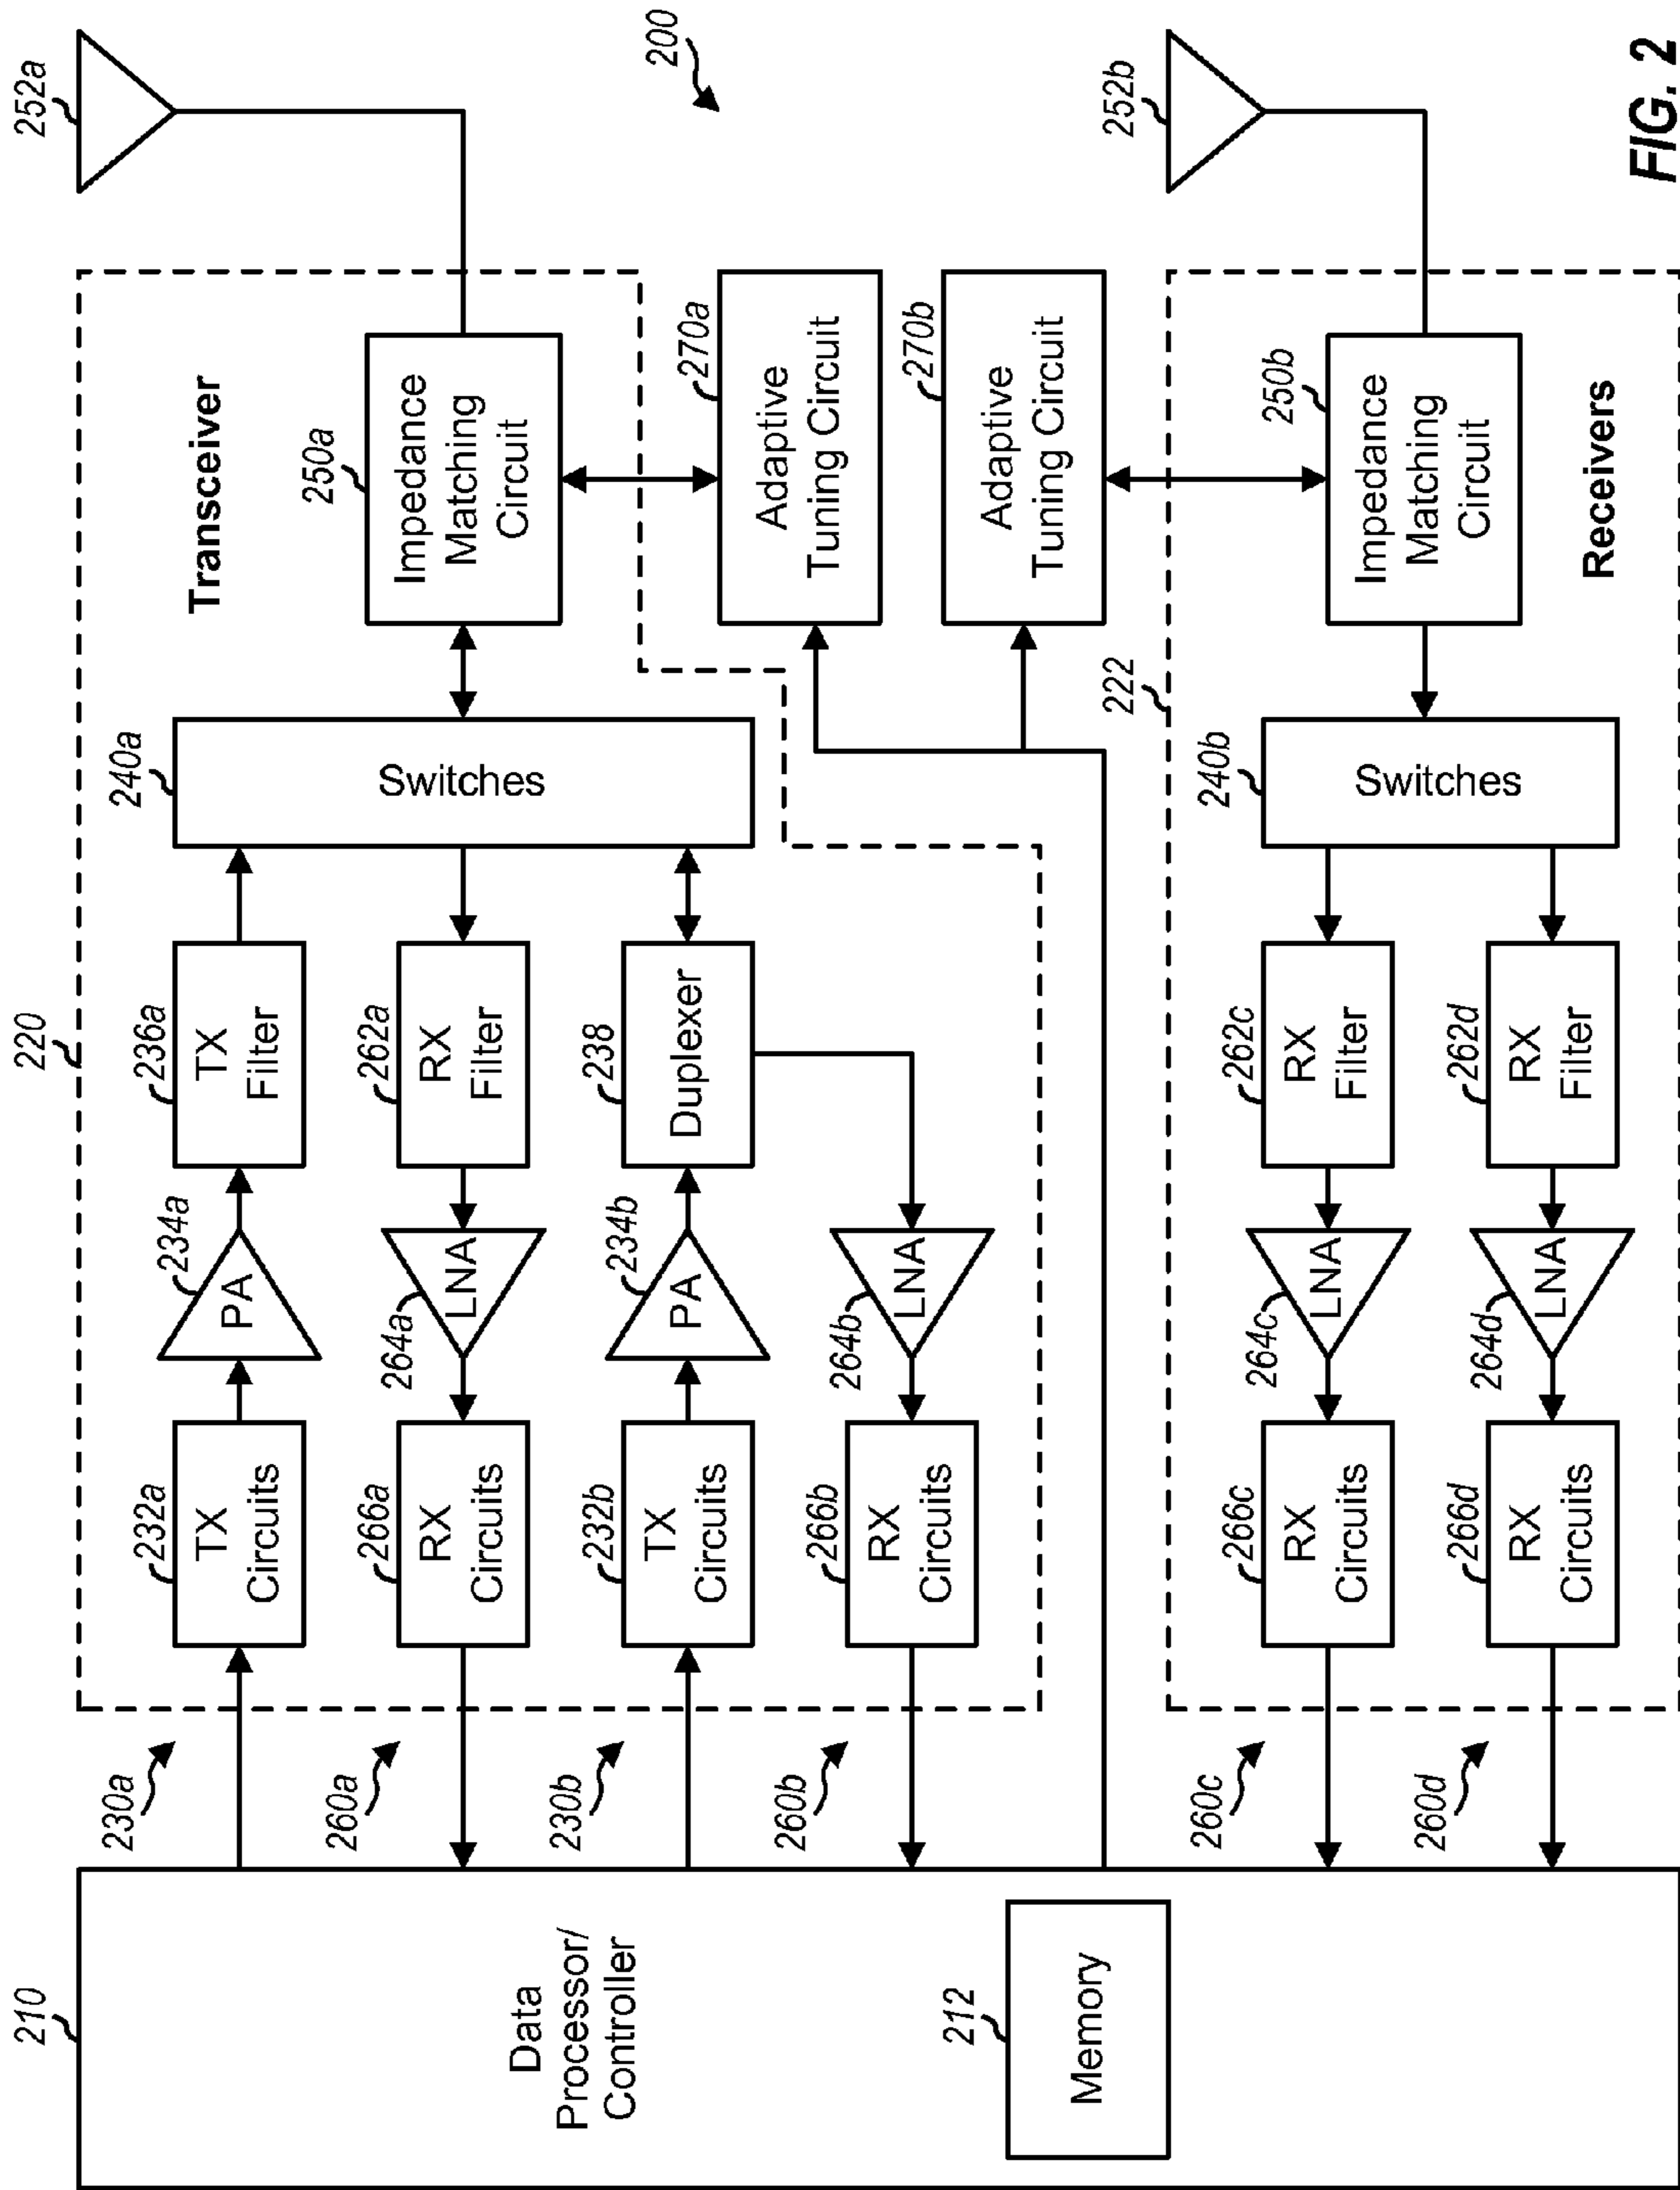 210
Data
Processor/
Controller
212
Memory
220
Transceiver
230a
232a
TX
Circuits
234a
PA
236a
TX
Filter
240a
Switches
250a
Impedance
Matching
Circuit
252a
260a
266a
RX
Circuits
264a
LNA
262a
RX
Filter
230b
232b
TX
Circuits
234b
PA
238
Duplexer
260b
266b
RX
Circuits
264b
LNA
200
270a
Adaptive
Tuning Circuit
270b
Adaptive
Tuning Circuit
222
260c
266c
RX
Circuits
264c
LNA
262c
RX
Filter
240b
Switches
250b
Impedance
Matching
Circuit
252b
260d
266d
RX
Circuits
264d
LNA
262d
RX
Filter
Receivers
FIG. 2